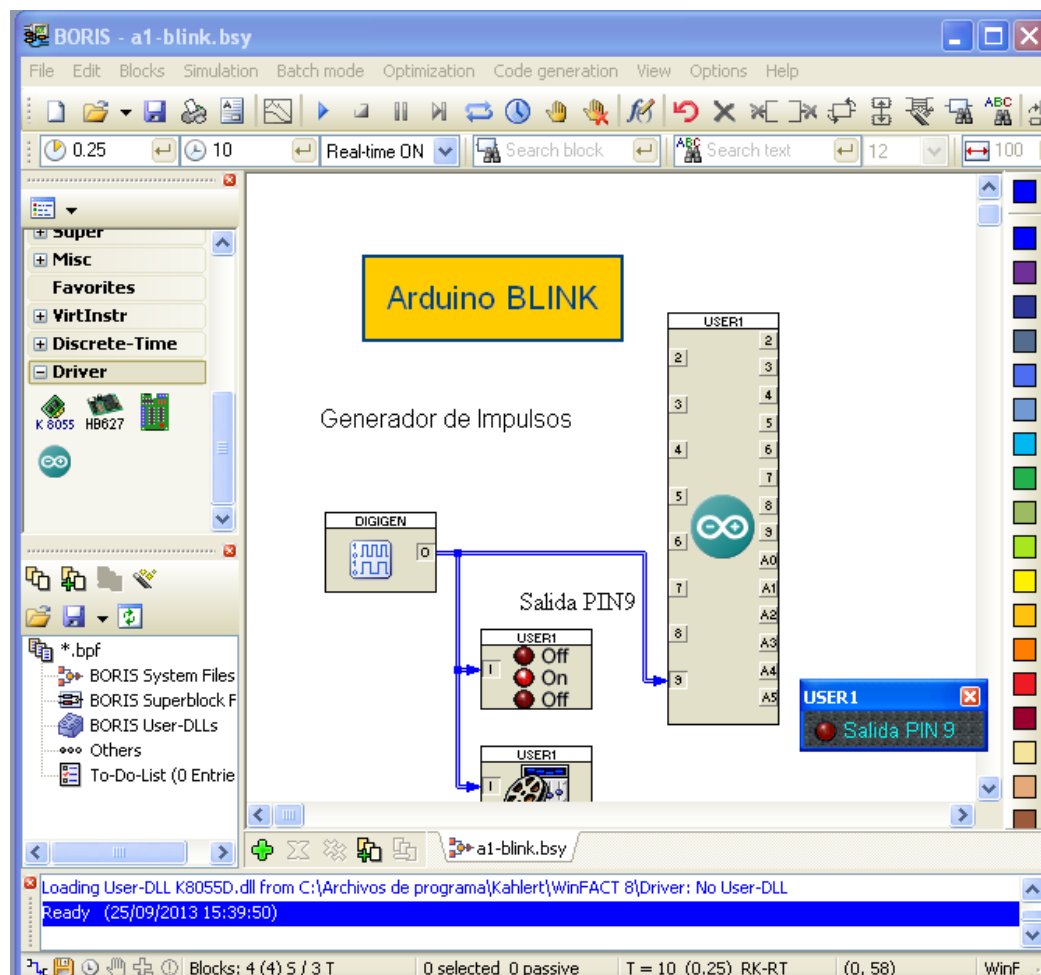 BORIS - a1-blink.bsy
File Edit Blocks Simulation Batch mode Optimization Code generation View Options Help
0.25 10 Real-time ON Search block ABC Search text 12 100
ABC
Super
Misc
Favorites
VirtInstr
Discrete-Time
Driver
K 8055 HB627
*.bpf
BORIS System Files
BORIS Superblock F
BORIS User-DLLs
Others
To-Do-List (0 Entrie
Arduino BLINK
Generador de Impulsos
DIGIGEN
O
Salida PIN9
USER1
I
Off
On
Off
USER1
I
USER1
2
3
4
5
6
7
8
9
2
3
4
5
6
7
8
9
A0
A1
A2
A3
A4
A5
USER1
Salida PIN 9
a1-blink.bsy
Loading User-DLL K8055D.dll from C:\Archivos de programa\Kahlert\WinFACT 8\Driver: No User-DLL
Ready (25/09/2013 15:39:50)
Blocks: 4 (4) 5 / 3 T 0 selected 0 passive T = 10 (0,25) RK-RT (0, 58) WinF